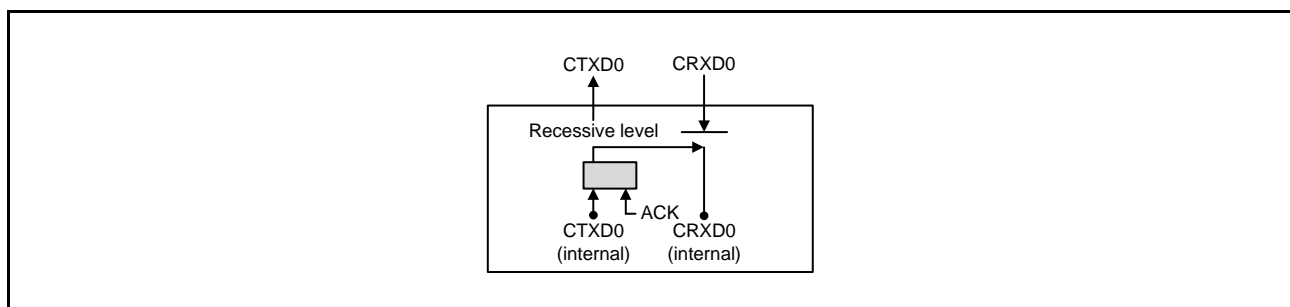 CTXD0 CRXD0
Recessive level
ACK
CTXD0 CRXD0
(internal) (internal)